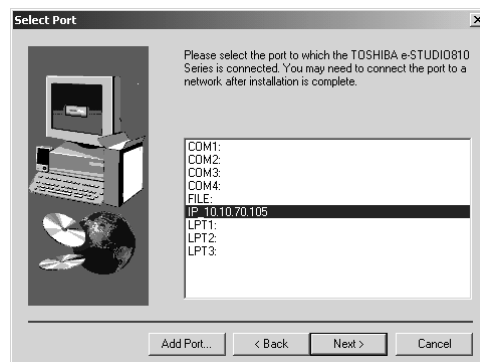 Select Port
Please select the port to which the TOSHIBA e-STUDIO810
Series is connected. You may need to connect the port to a
network after installation is complete.
COM1:
COM2:
COM3:
COM4:
FILE:
IP_10.10.70.105
LPT1:
LPT2:
LPT3:
Add Port...
< Back
Next >
Cancel